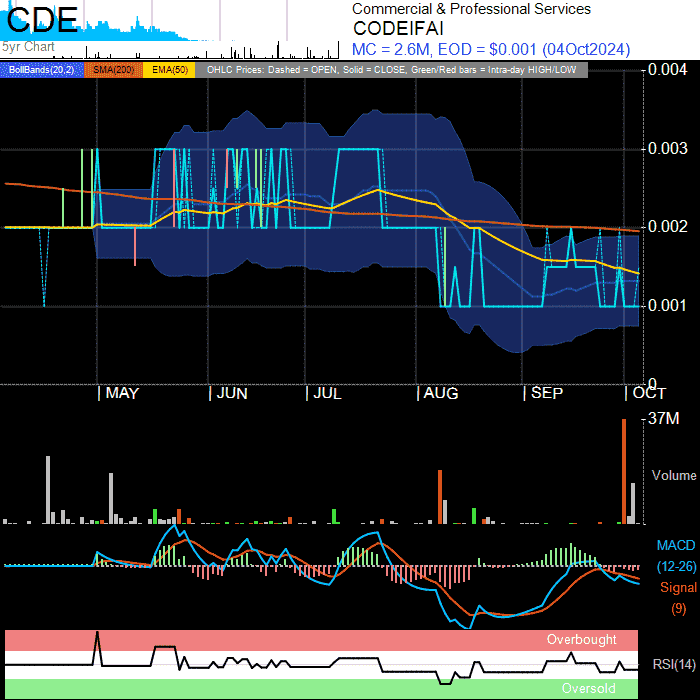 CDE
Commercial & Professional Services
CODEIFAI
5yr Chart
MC = 2.6M, EOD = $0.001 (04Oct2024)
BollBands(20,2) SMA(200) EMA(50) OHLC Prices: Dashed = OPEN, Solid = CLOSE, Green/Red bars = Intra-day HIGH/LOW
0.004
0.003
0.002
0.001
0
MAY JUN JUL AUG SEP OCT
37M
Volume
MACD
(12-26)
Signal
(9)
Overbought
RSI(14)
Oversold